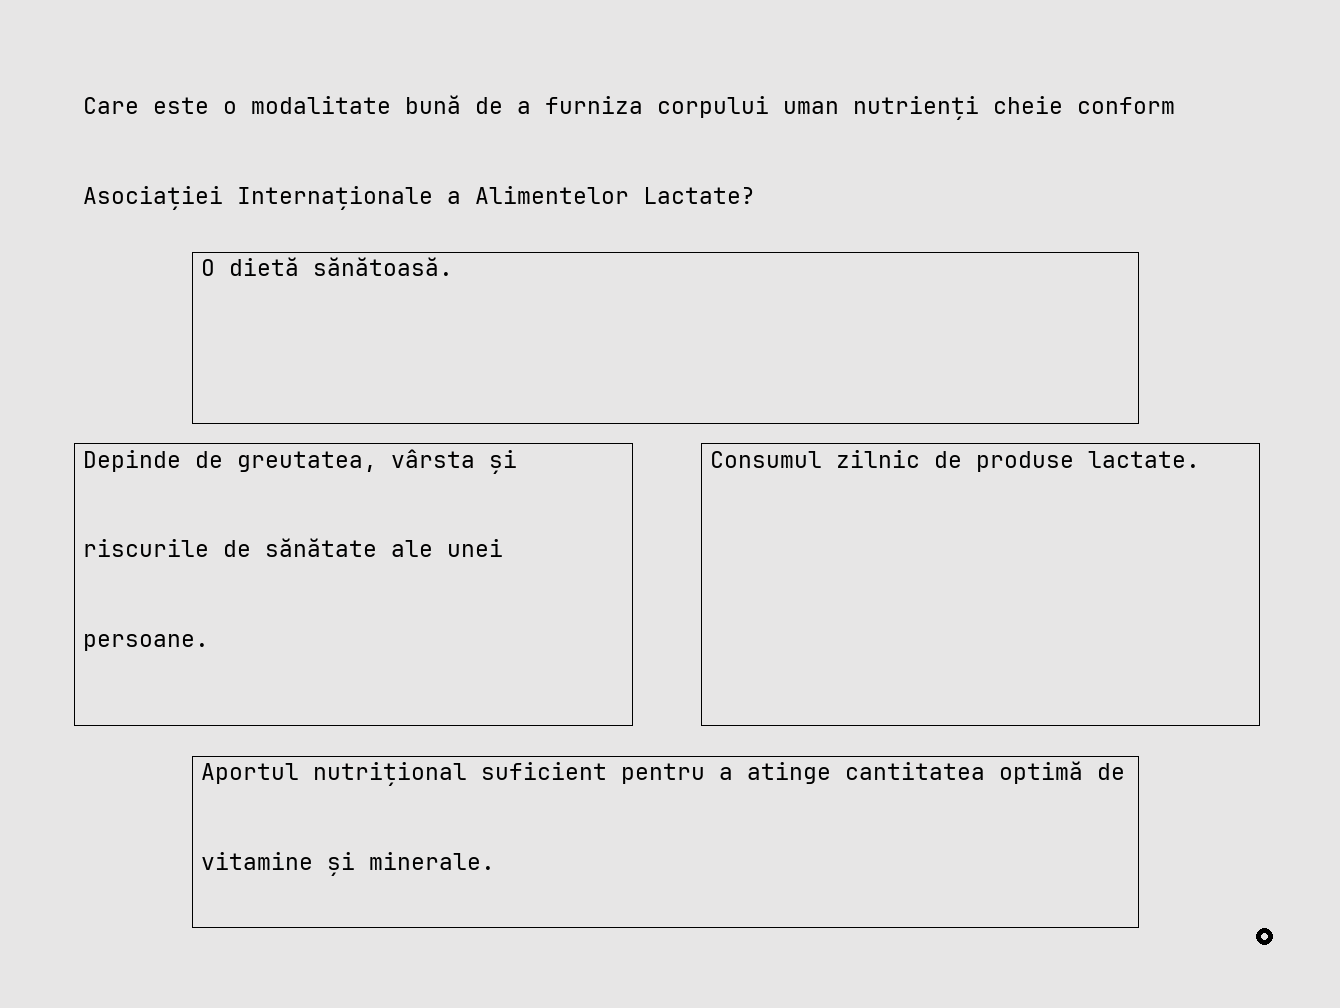 Care este o modalitate bună de a furniza corpului uman nutrienți cheie conform
Asociației Internaționale a Alimentelor Lactate?
O dietă sănătoasă.
Depinde de greutatea, vârsta și
riscurile de sănătate ale unei
persoane.
Consumul zilnic de produse lactate.
Aportul nutrițional suficient pentru a atinge cantitatea optimă de
vitamine și minerale.